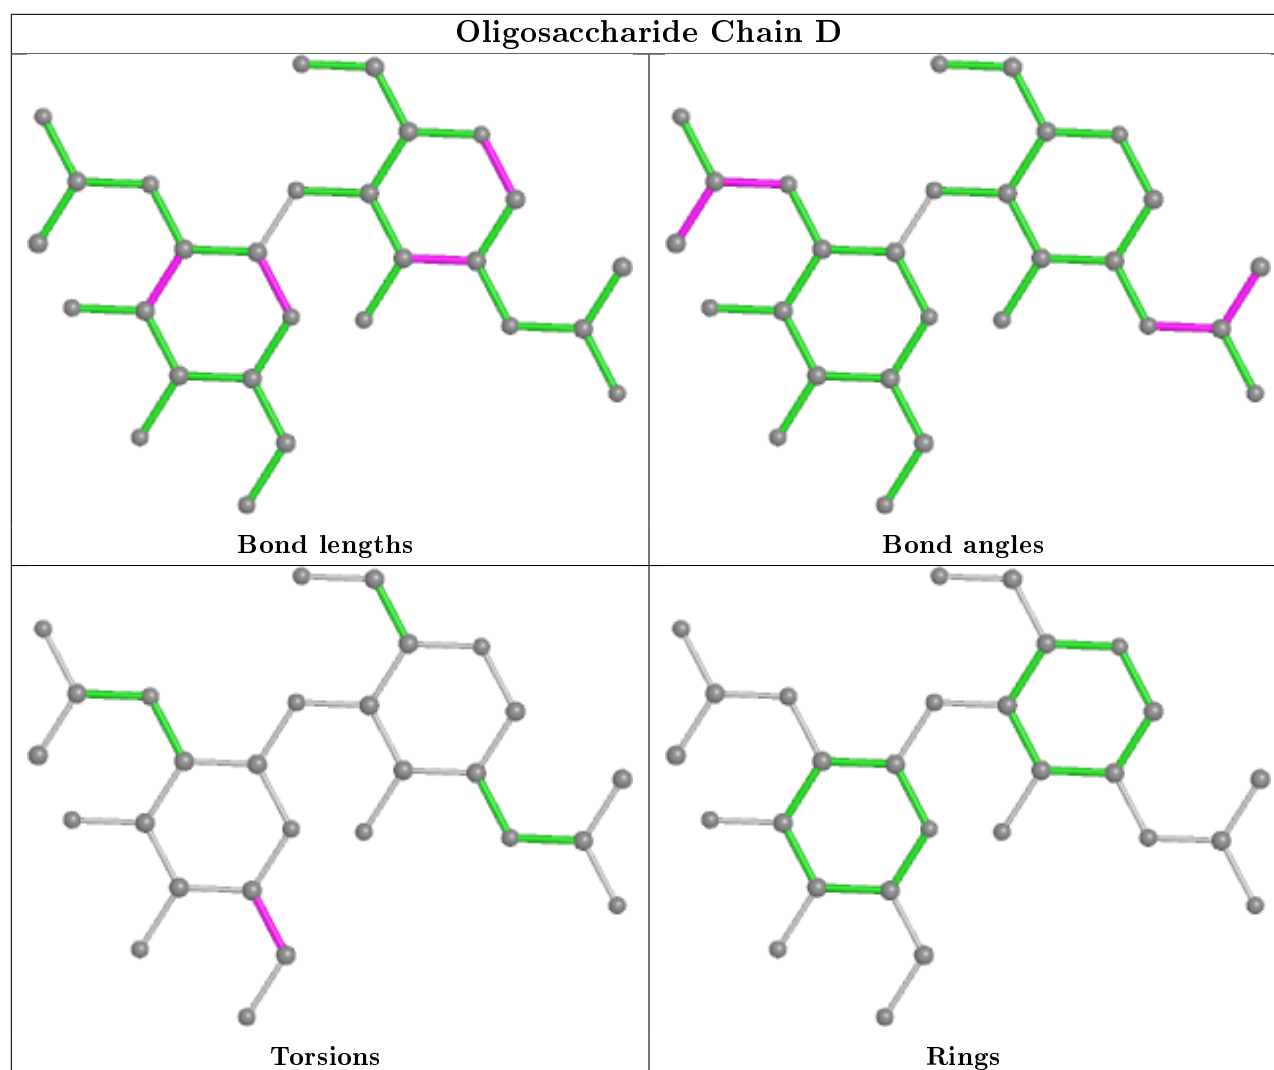 Oligosaccharide Chain D
Bond lengths
Bond angles
Torsions
Rings